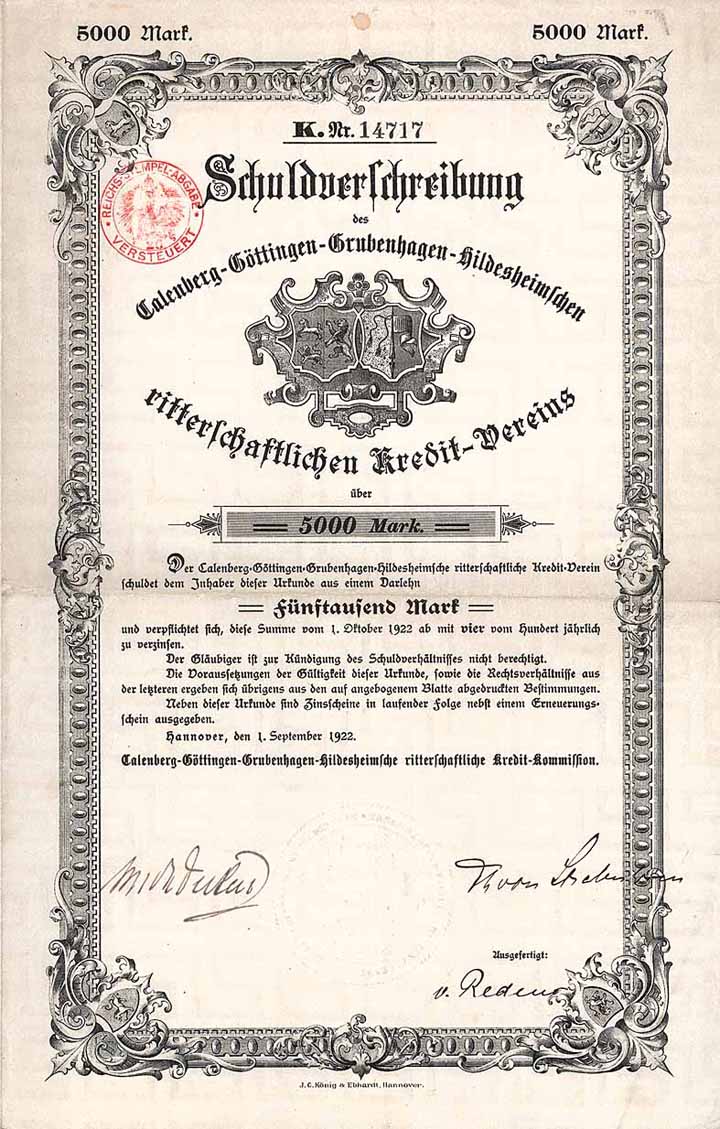 5000 Mark. 5000 Mark.
K. Nr. 14717
REICHS-STEMPEL-ABGABE
VERSTEUERT
Schuldverschreibung
des
Calenberg-Göttingen-Grubenhagen-Hildesheimschen
ritterschaftlichen Kredit-Vereins
über
5000 Mark.
Der Calenberg-Göttingen-Grubenhagen-Hildesheimsche ritterschaftliche Kredit-Verein
schuldet dem Inhaber dieser Urkunde aus einem Darlehn
Fünftausend Mark
und verpflichtet sich, diese Summe vom 1. Oktober 1922 ab mit vier vom Hundert jährlich
zu verzinsen.
Der Gläubiger ist zur Kündigung des Schuldverhältnisses nicht berechtigt.
Die Voraussetzungen der Gültigkeit dieser Urkunde, sowie die Rechtsverhältnisse aus
der letzteren ergeben sich übrigens aus den auf angebogenem Blatte abgedruckten Bestimmungen.
Neben dieser Urkunde sind Zinsscheine in laufender Folge nebst einem Erneuerungs-
schein ausgegeben.
Hannover, den 1. September 1922.
Calenberg-Göttingen-Grubenhagen-Hildesheimsche ritterschaftliche Kredit-Kommission.
von
Ausgefertigt:
v. Reden
J. C. König & Ebhardt, Hannover.